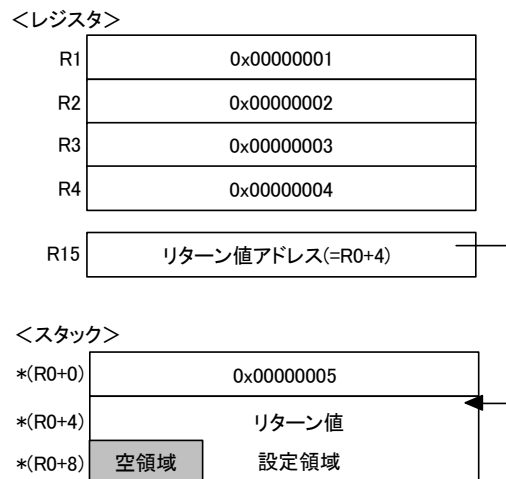 <レジスタ>
R1 0x00000001
R2 0x00000002
R3 0x00000003
R4 0x00000004
R15 リターン値アドレス(=R0+4)
<スタック>
*(R0+0) 0x00000005
*(R0+4) リターン値
*(R0+8) 空領域 設定領域